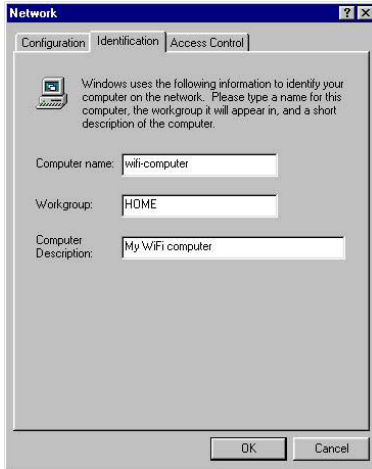 Network
Configuration Identification Access Control
Windows uses the following information to identify your
computer on the network. Please type a name for this
computer, the workgroup it will appear in, and a short
description of the computer.
Computer name: wifi-computer
Workgroup: HOME
Computer
Description: My WiFi computer
OK Cancel